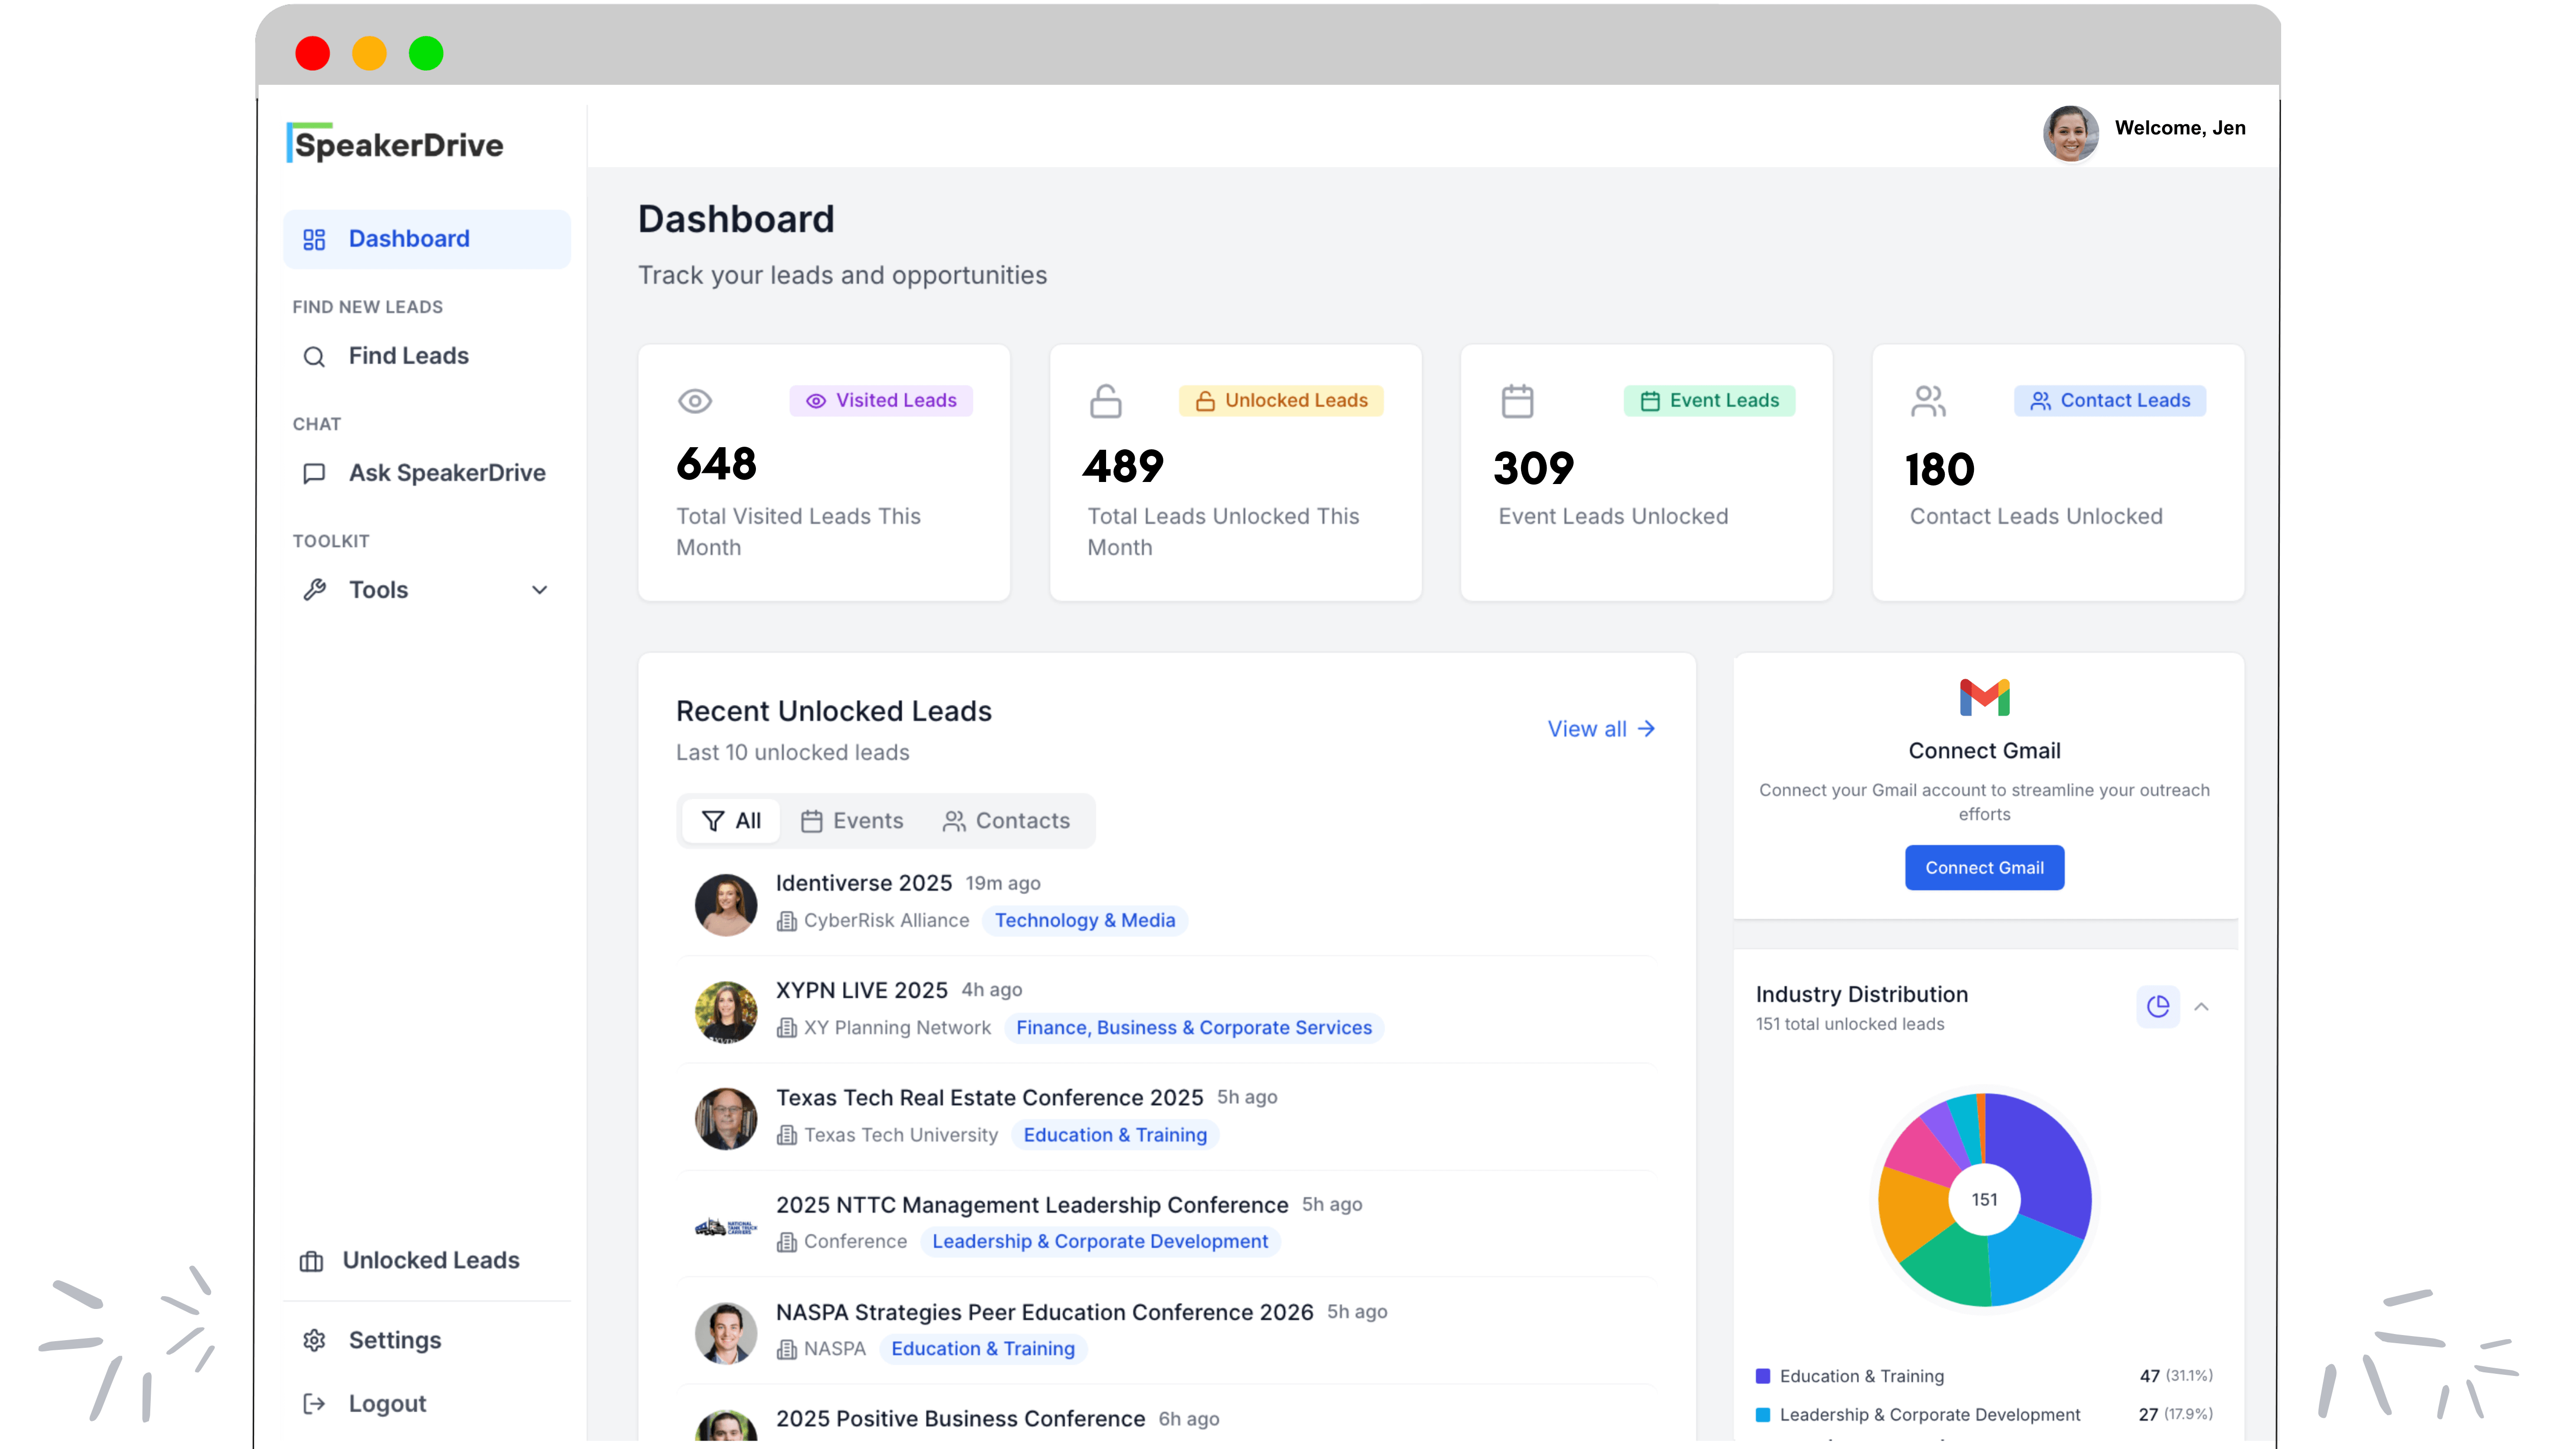 SpeakerDrive
Welcome, Jen
Dashboard
FIND NEW LEADS
Find Leads
CHAT
Ask SpeakerDrive
TOOLKIT
Tools
Unlocked Leads
Settings
Logout
Dashboard
Track your leads and opportunities
Visited Leads
648
Total Visited Leads This
Month
Unlocked Leads
489
Total Leads Unlocked This
Month
Event Leads
309
Event Leads Unlocked
Contact Leads
180
Contact Leads Unlocked
Recent Unlocked Leads
Last 10 unlocked leads
View all
All Events Contacts
Identiverse 2025 19m ago
CyberRisk Alliance Technology & Media
XYPN LIVE 2025 4h ago
XY Planning Network Finance, Business & Corporate Services
Texas Tech Real Estate Conference 2025 5h ago
Texas Tech University Education & Training
NATIONAL
TANK TRUCK
CARRIERS
2025 NTTC Management Leadership Conference 5h ago
Conference Leadership & Corporate Development
NASPA Strategies Peer Education Conference 2026 5h ago
NASPA Education & Training
2025 Positive Business Conference 6h ago
Connect Gmail
Connect your Gmail account to streamline your outreach
efforts
Connect Gmail
Industry Distribution
151 total unlocked leads
151
Education & Training 47 (31.1%)
Leadership & Corporate Development 27 (17.9%)